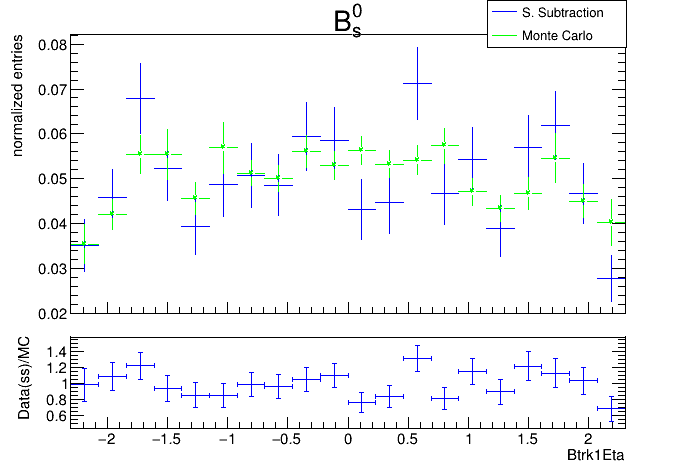 B⁰ₛ
S. Subtraction
Monte Carlo
normalized entries
0.08
0.07
0.06
0.05
0.04
0.03
0.02
Data(ss)/MC
1.4
1.2
1
0.8
0.6
−2 −1.5 −1 −0.5 0 0.5 1 1.5 2
Btrk1Eta